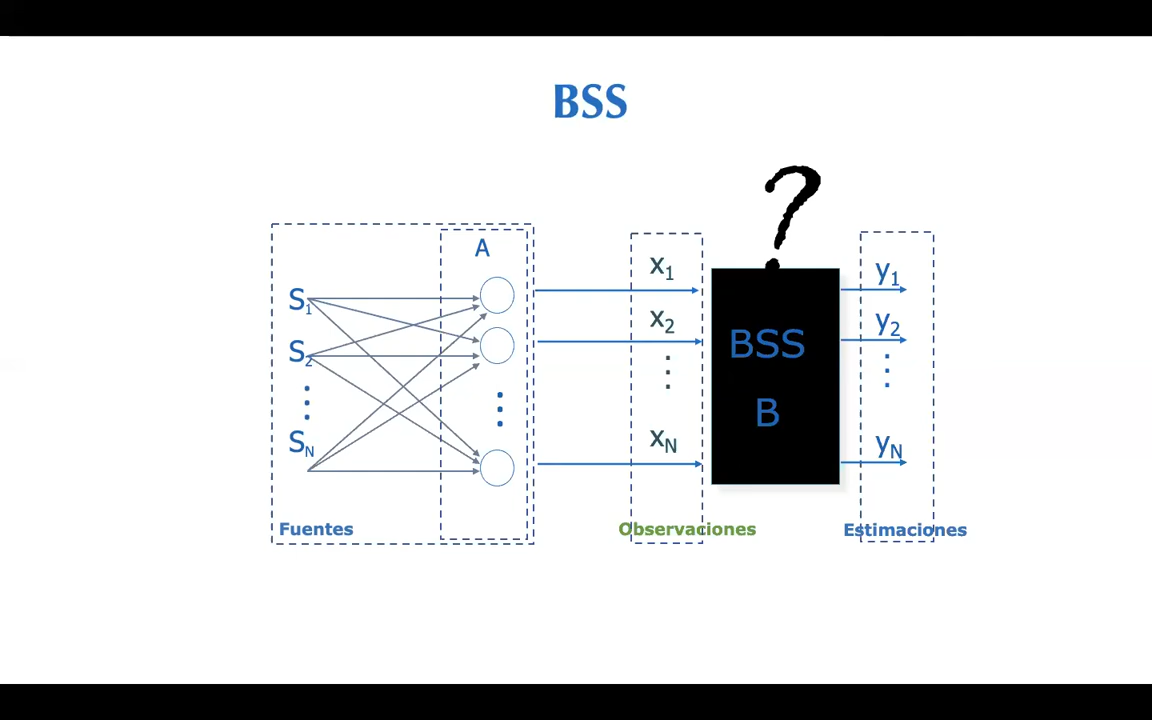 BSS
?
A
S1
S2
SN
x1
x2
xN
BSS
B
y1
y2
yN
Fuentes
Observaciones
Estimaciones